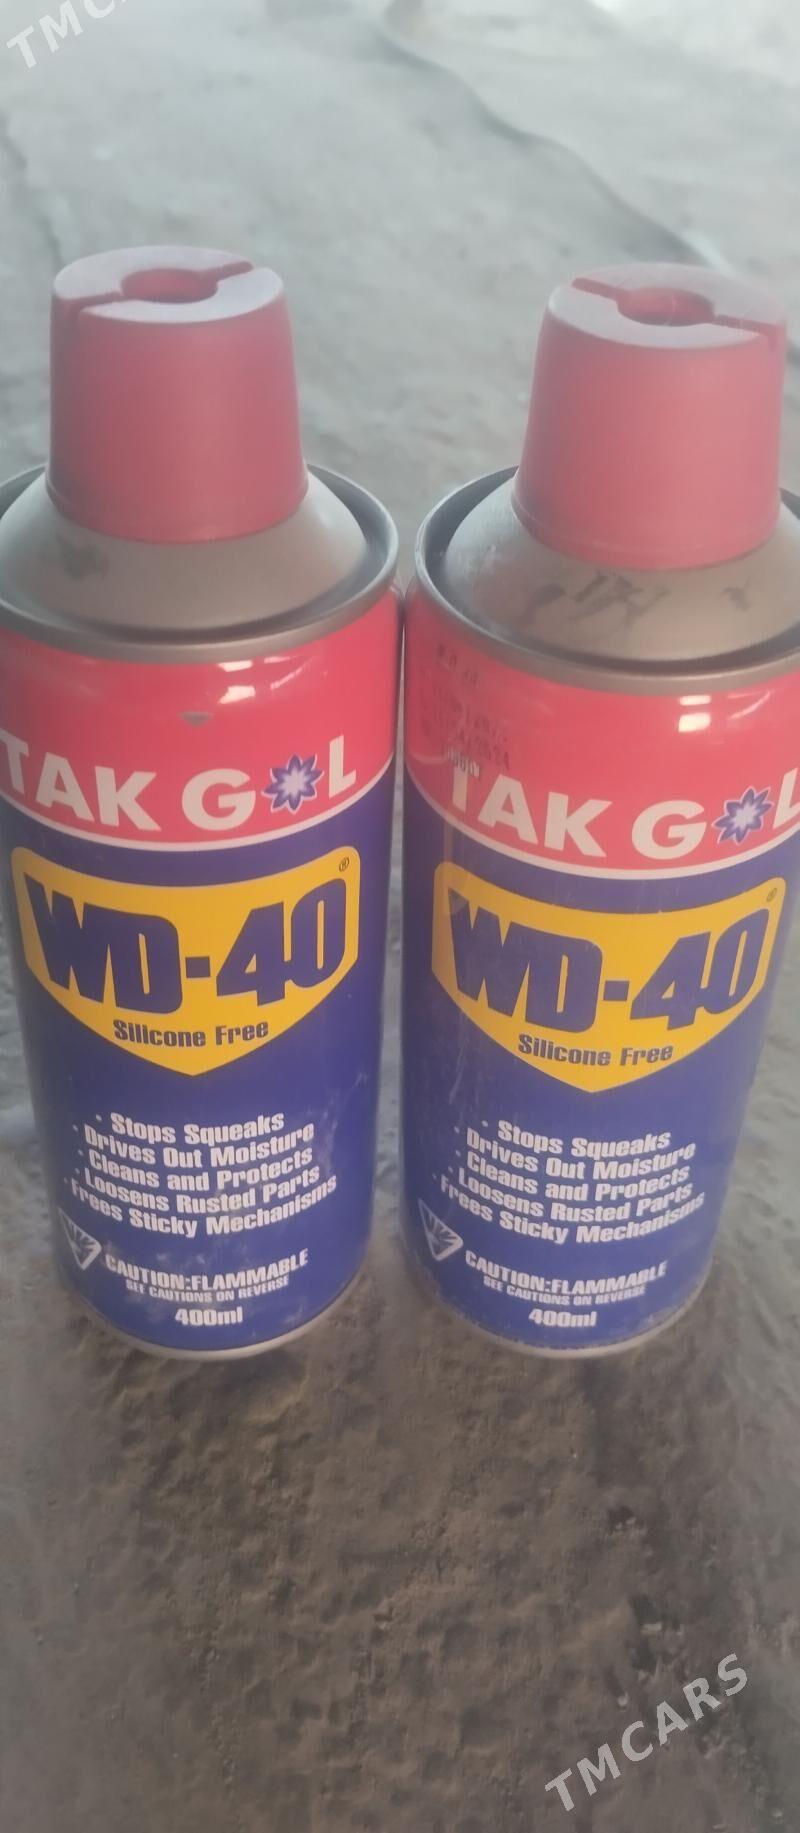 TAK GOL
WD-40®
Silicone Free
· Stops Squeaks
· Drives Out Moisture
· Cleans and Protects
· Loosens Rusted Parts
· Frees Sticky Mechanisms
CAUTION:FLAMMABLE
SEE CAUTIONS ON REVERSE
400ml
TAK GOL
WD-40®
Silicone Free
· Stops Squeaks
· Drives Out Moisture
· Cleans and Protects
· Loosens Rusted Parts
· Frees Sticky Mechanisms
CAUTION:FLAMMABLE
SEE CAUTIONS ON REVERSE
400ml
TMCARS